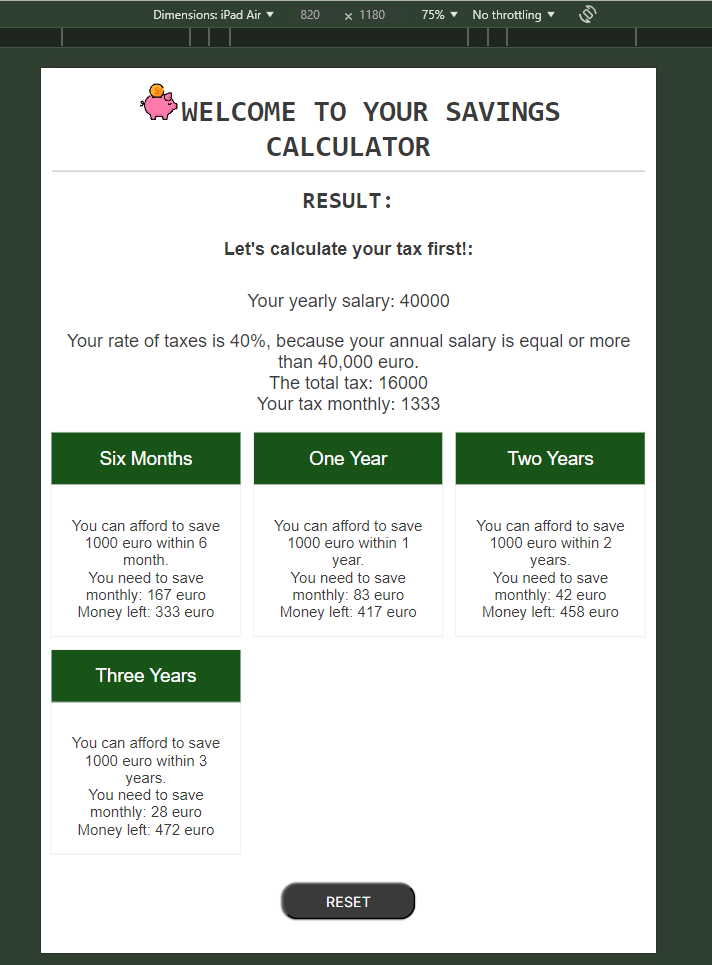 Dimensions: iPad Air ▼ 820 × 1180 75% ▼ No throttling ▼
WELCOME TO YOUR SAVINGS
CALCULATOR
RESULT:
Let's calculate your tax first!:
Your yearly salary: 40000
Your rate of taxes is 40%, because your annual salary is equal or more
than 40,000 euro.
The total tax: 16000
Your tax monthly: 1333
Six Months
You can afford to save
1000 euro within 6
month.
You need to save
monthly: 167 euro
Money left: 333 euro
One Year
You can afford to save
1000 euro within 1
year.
You need to save
monthly: 83 euro
Money left: 417 euro
Two Years
You can afford to save
1000 euro within 2
years.
You need to save
monthly: 42 euro
Money left: 458 euro
Three Years
You can afford to save
1000 euro within 3
years.
You need to save
monthly: 28 euro
Money left: 472 euro
RESET